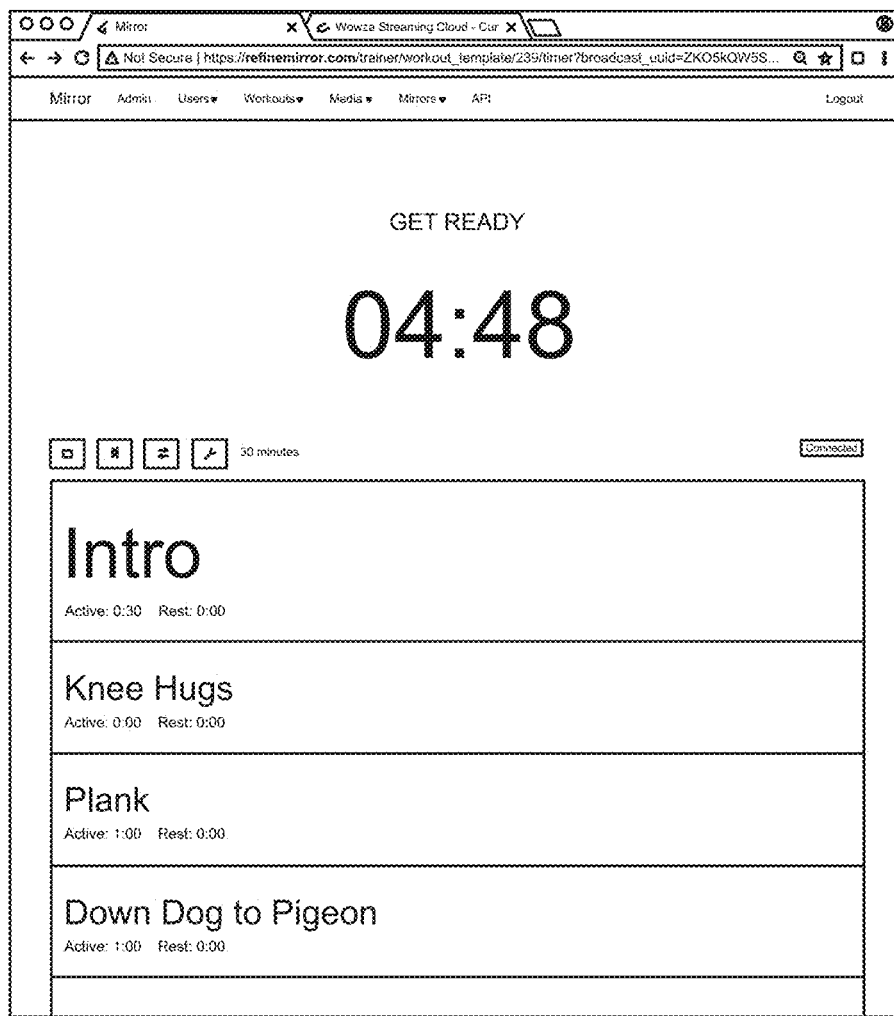 Mirror Wowza Streaming Cloud - Cur
Not Secure | https://refinemirror.com/trainer/workout_template/239/timer?broadcast_uuid=ZKO5kQW5S...
Mirror Admin Users Workouts Media Mirrors API Logout
GET READY
04:48
30 minutes Connected
Intro
Active: 0:30 Rest: 0:00
Knee Hugs
Active: 0:00 Rest: 0:00
Plank
Active: 1:00 Rest: 0:00
Down Dog to Pigeon
Active: 1:00 Rest: 0:00